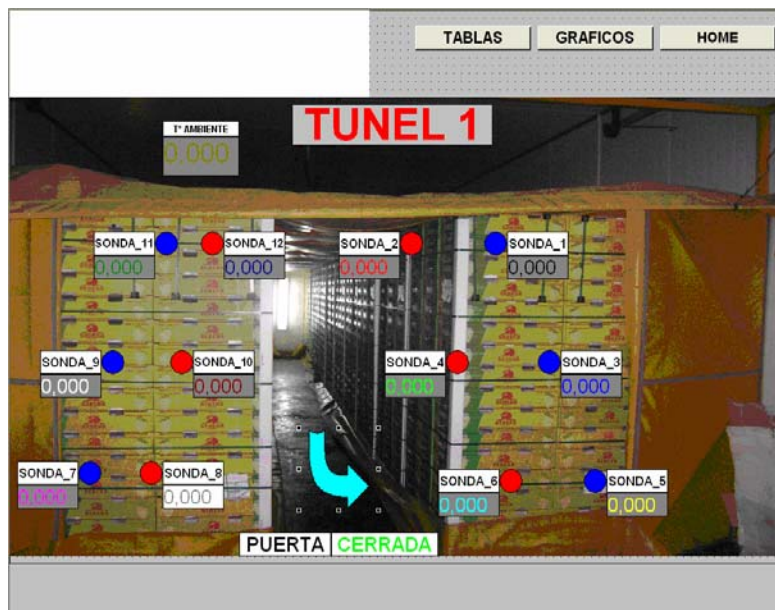 TABLAS GRAFICOS HOME
TUNEL 1
Tº AMBIENTE
0.000
SONDA_11 SONDA_12 SONDA_2 SONDA_1
0,000 0,000 0,000 0,000
SONDA_9 SONDA_10 SONDA_4 SONDA_3
0,000 0,000 0,000 0,000
SONDA_7 SONDA_8 SONDA_6 SONDA_5
0,000 0,000 0,000 0,000
PUERTA CERRADA